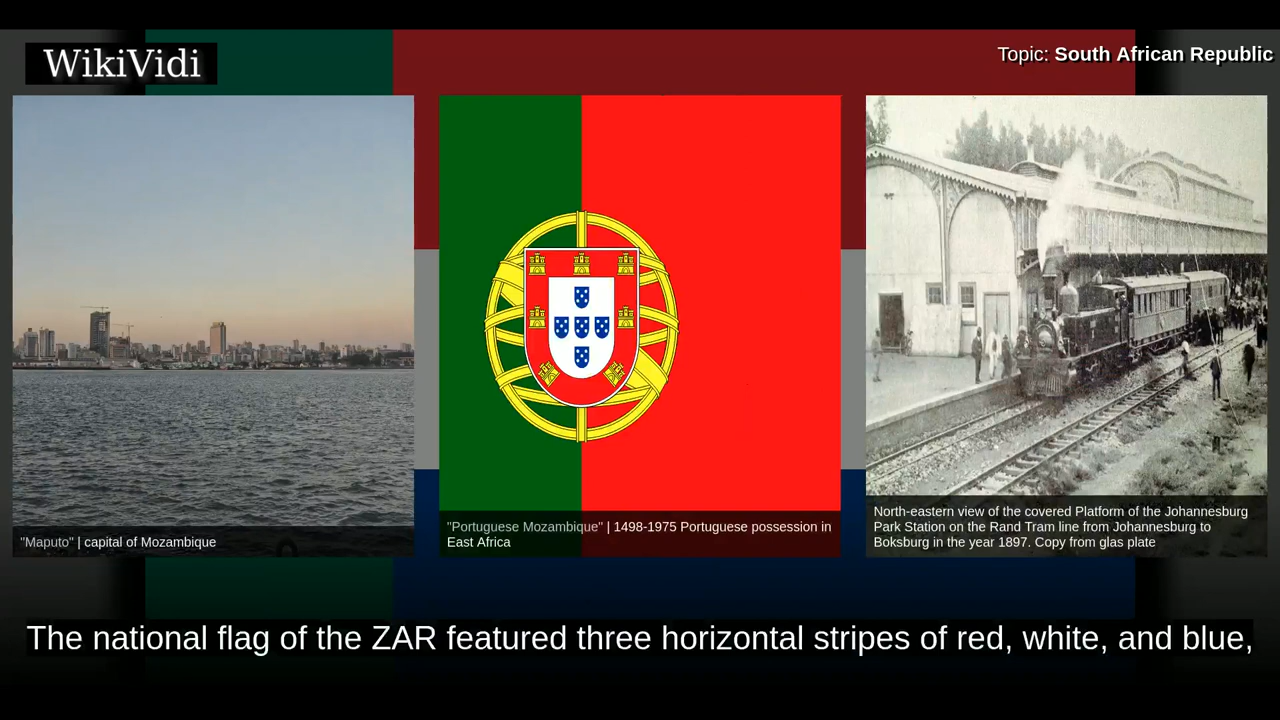 WikiVidi
Topic: South African Republic
"Maputo" | capital of Mozambique
"Portuguese Mozambique" | 1498-1975 Portuguese possession in
East Africa
North-eastern view of the covered Platform of the Johannesburg
Park Station on the Rand Tram line from Johannesburg to
Boksburg in the year 1897. Copy from glas plate
The national flag of the ZAR featured three horizontal stripes of red, white, and blue,